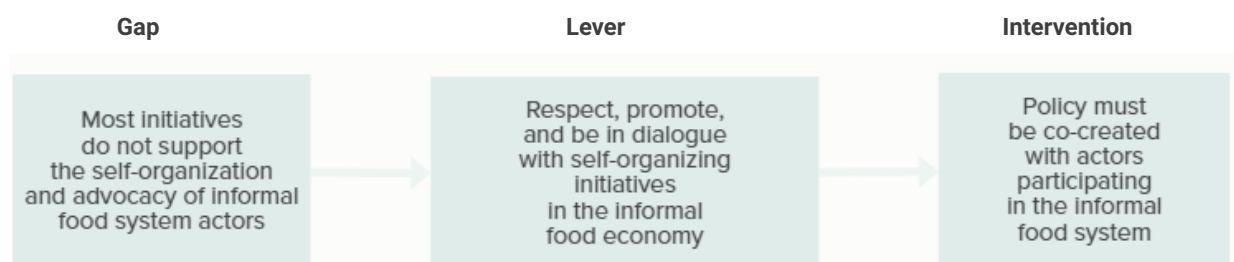 Gap
Lever
Intervention
Most initiatives
do not support
the self-organization
and advocacy of informal
food system actors
Respect, promote,
and be in dialogue
with self-organizing
initiatives
in the informal
food economy
Policy must
be co-created
with actors
participating
in the informal
food system